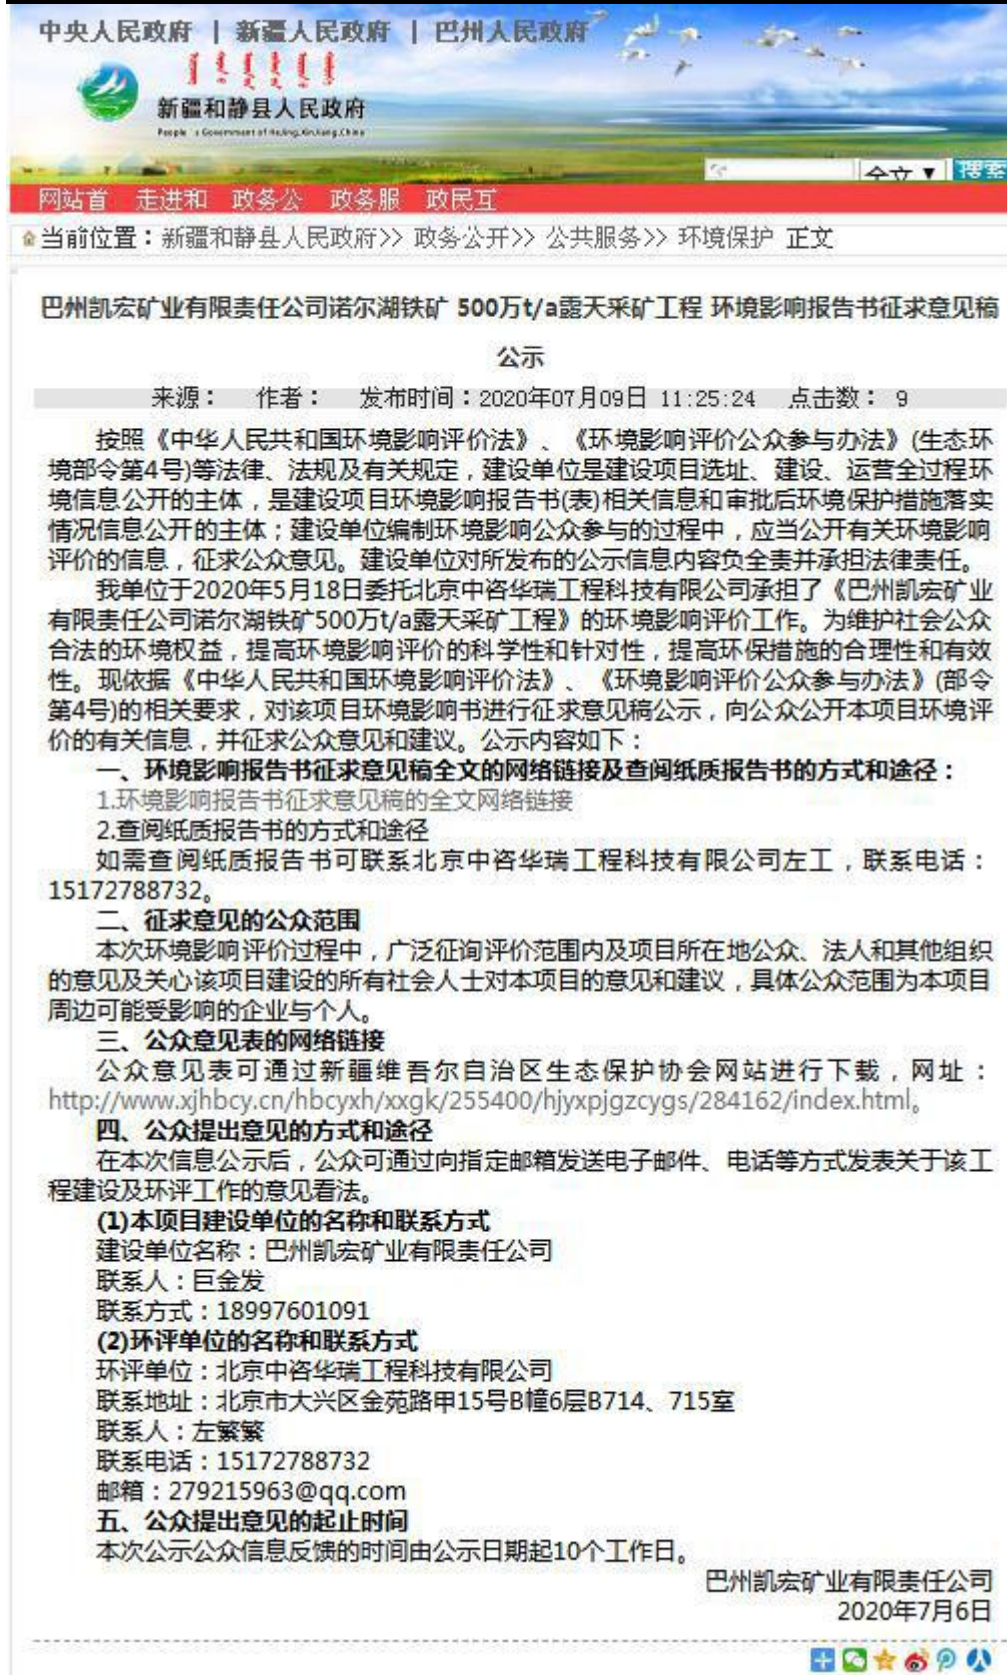 中央人民政府 | 新疆人民政府 | 巴州人民政府
新疆和静县人民政府
全文 ▼ 搜索
网站首 走进和 政务公 政务服 政民互
当前位置：新疆和静县人民政府>> 政务公开>> 公共服务>> 环境保护 正文
巴州凯宏矿业有限责任公司诺尔湖铁矿 500万t/a露天采矿工程 环境影响报告书征求意见稿
公示
来源： 作者： 发布时间：2020年07月09日 11:25:24 点击数： 9
按照《中华人民共和国环境影响评价法》、《环境影响评价公众参与办法》(生态环
境部令第4号)等法律、法规及有关规定，建设单位是建设项目选址、建设、运营全过程环
境信息公开的主体，是建设项目环境影响报告书(表)相关信息和审批后环境保护措施落实
情况信息公开的主体；建设单位编制环境影响公众参与的过程中，应当公开有关环境影响
评价的信息，征求公众意见。建设单位对所发布的公示信息内容负全责并承担法律责任。
我单位于2020年5月18日委托北京中咨华瑞工程科技有限公司承担了《巴州凯宏矿业
有限责任公司诺尔湖铁矿500万t/a露天采矿工程》的环境影响评价工作。为维护社会公众
合法的环境权益，提高环境影响评价的科学性和针对性，提高环保措施的合理性和有效
性。现依据《中华人民共和国环境影响评价法》、《环境影响评价公众参与办法》(部令
第4号)的相关要求，对该项目环境影响书进行征求意见稿公示，向公众公开本项目环境评
价的有关信息，并征求公众意见和建议。公示内容如下：
一、环境影响报告书征求意见稿全文的网络链接及查阅纸质报告书的方式和途径：
1.环境影响报告书征求意见稿的全文网络链接
2.查阅纸质报告书的方式和途径
如需查阅纸质报告书可联系北京中咨华瑞工程科技有限公司左工，联系电话：
15172788732。
二、征求意见的公众范围
本次环境影响评价过程中，广泛征询评价范围内及项目所在地公众、法人和其他组织
的意见及关心该项目建设的所有社会人士对本项目的意见和建议，具体公众范围为本项目
周边可能受影响的企业与个人。
三、公众意见表的网络链接
公众意见表可通过新疆维吾尔自治区生态保护协会网站进行下载，网址：
http://www.xjhbcy.cn/hbcyxh/xxgk/255400/hjyxpjgzcygs/284162/index.html。
四、公众提出意见的方式和途径
在本次信息公示后，公众可通过向指定邮箱发送电子邮件、电话等方式发表关于该工
程建设及环评工作的意见看法。
(1)本项目建设单位的名称和联系方式
建设单位名称：巴州凯宏矿业有限责任公司
联系人：巨金发
联系方式：18997601091
(2)环评单位的名称和联系方式
环评单位：北京中咨华瑞工程科技有限公司
联系地址：北京市大兴区金苑路甲15号B幢6层B714、715室
联系人：左繁繁
联系电话：15172788732
邮箱：279215963@qq.com
五、公众提出意见的起止时间
本次公示公众信息反馈的时间由公示日期起10个工作日。
巴州凯宏矿业有限责任公司
2020年7月6日